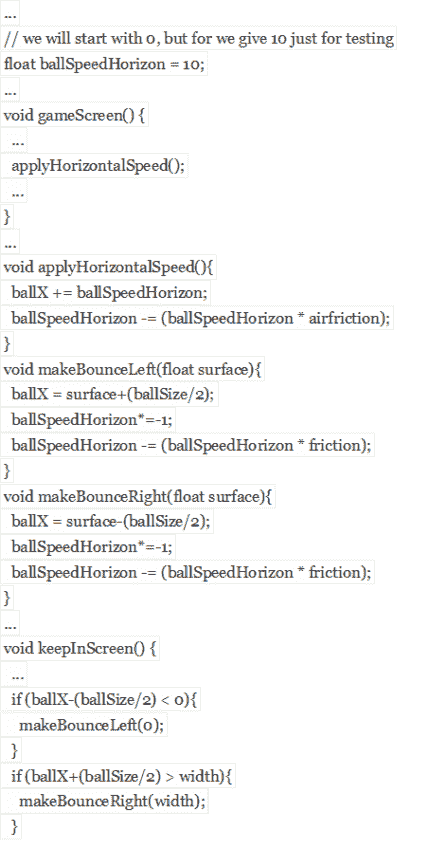 ...
// we will start with 0, but for we give 10 just for testing
float ballSpeedHorizon = 10;
...
void gameScreen() {
  ...
  applyHorizontalSpeed();
  ...
}
...
void applyHorizontalSpeed(){
  ballX += ballSpeedHorizon;
  ballSpeedHorizon -= (ballSpeedHorizon * airfriction);
}
void makeBounceLeft(float surface){
  ballX = surface+(ballSize/2);
  ballSpeedHorizon*=-1;
  ballSpeedHorizon -= (ballSpeedHorizon * friction);
}
void makeBounceRight(float surface){
  ballX = surface-(ballSize/2);
  ballSpeedHorizon*=-1;
  ballSpeedHorizon -= (ballSpeedHorizon * friction);
}
...
void keepInScreen() {
  ...
  if (ballX-(ballSize/2) < 0){
    makeBounceLeft(0);
  }
  if (ballX+(ballSize/2) > width){
    makeBounceRight(width);
  }